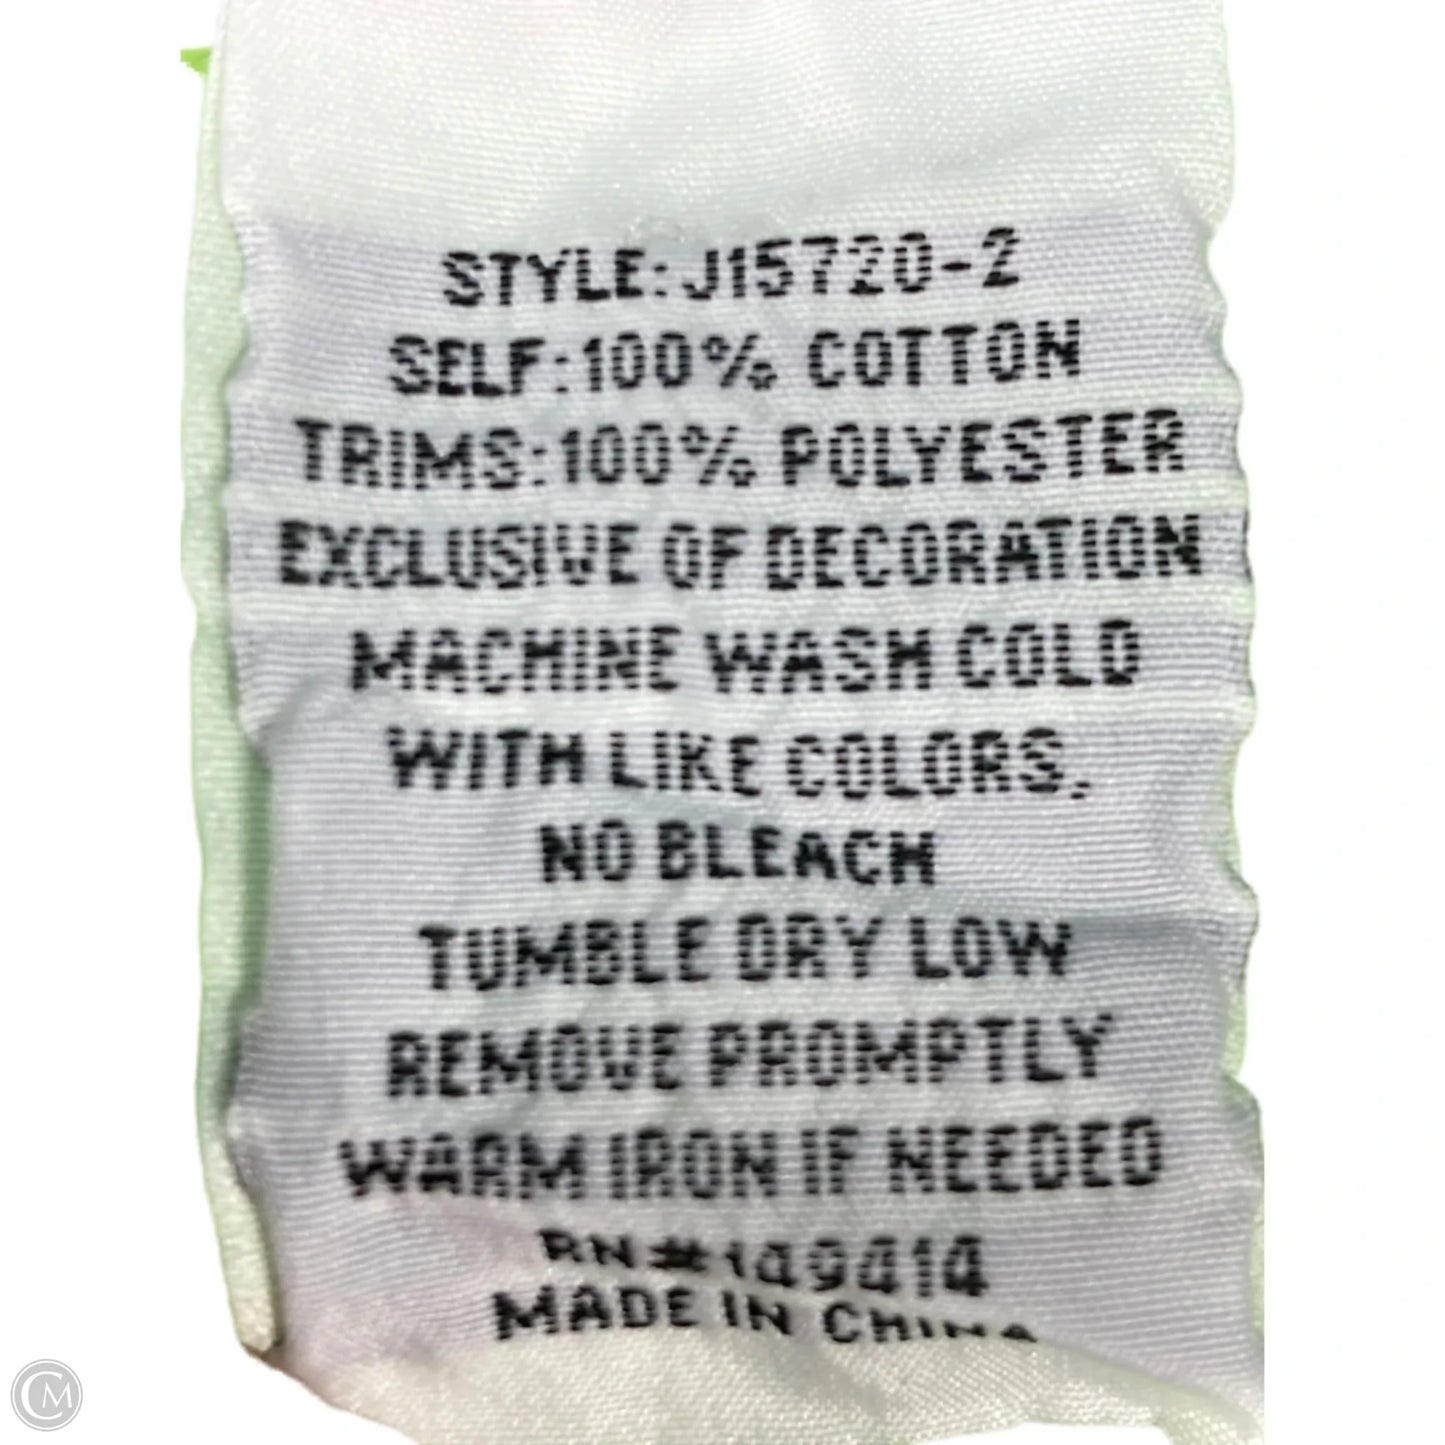 STYLE:J15720-2
SELF:100% COTTON
TRIMS:100% POLYESTER
EXCLUSIVE OF DECORATION
MACHINE WASH COLD
WITH LIKE COLORS,
NO BLEACH
TUMBLE DRY LOW
REMOVE PROMPTLY
WARM IRON IF NEEDED
RN#149414
MADE IN CHINA
CM